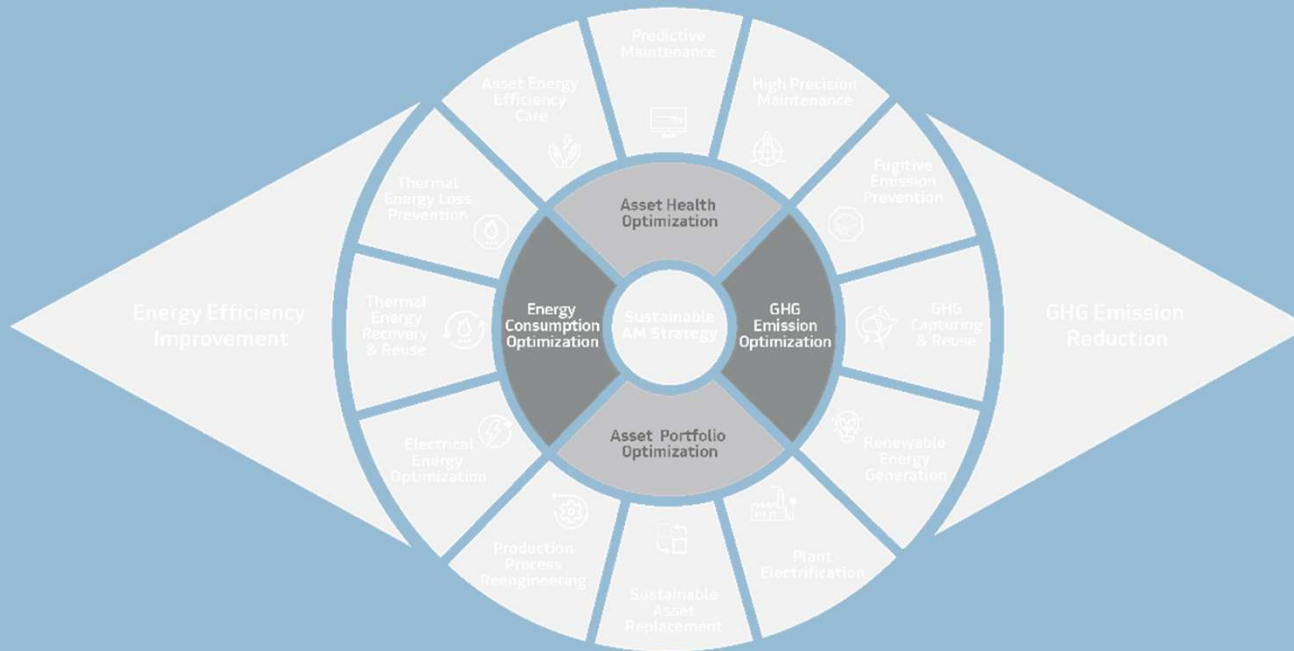 Predictive
Maintenance
Asset Energy
Efficiency
Care
High Precision
Maintenance
Thermal
Energy Loss
Prevention
Fugitive
Emission
Prevention
Asset Health
Optimization
Energy Efficiency
Improvement
Thermal
Energy
Recovery
& Reuse
Energy
Consumption
Optimization
Sustainable
AM Strategy
GHG
Emission
Optimization
GHG
Capturing
& Reuse
GHG Emission
Reduction
Electrical
Energy
Optimization
Asset Portfolio
Optimization
Renewable
Energy
Generation
Production
Process
Reengineering
Sustainable
Asset
Replacement
Plant
Electrification